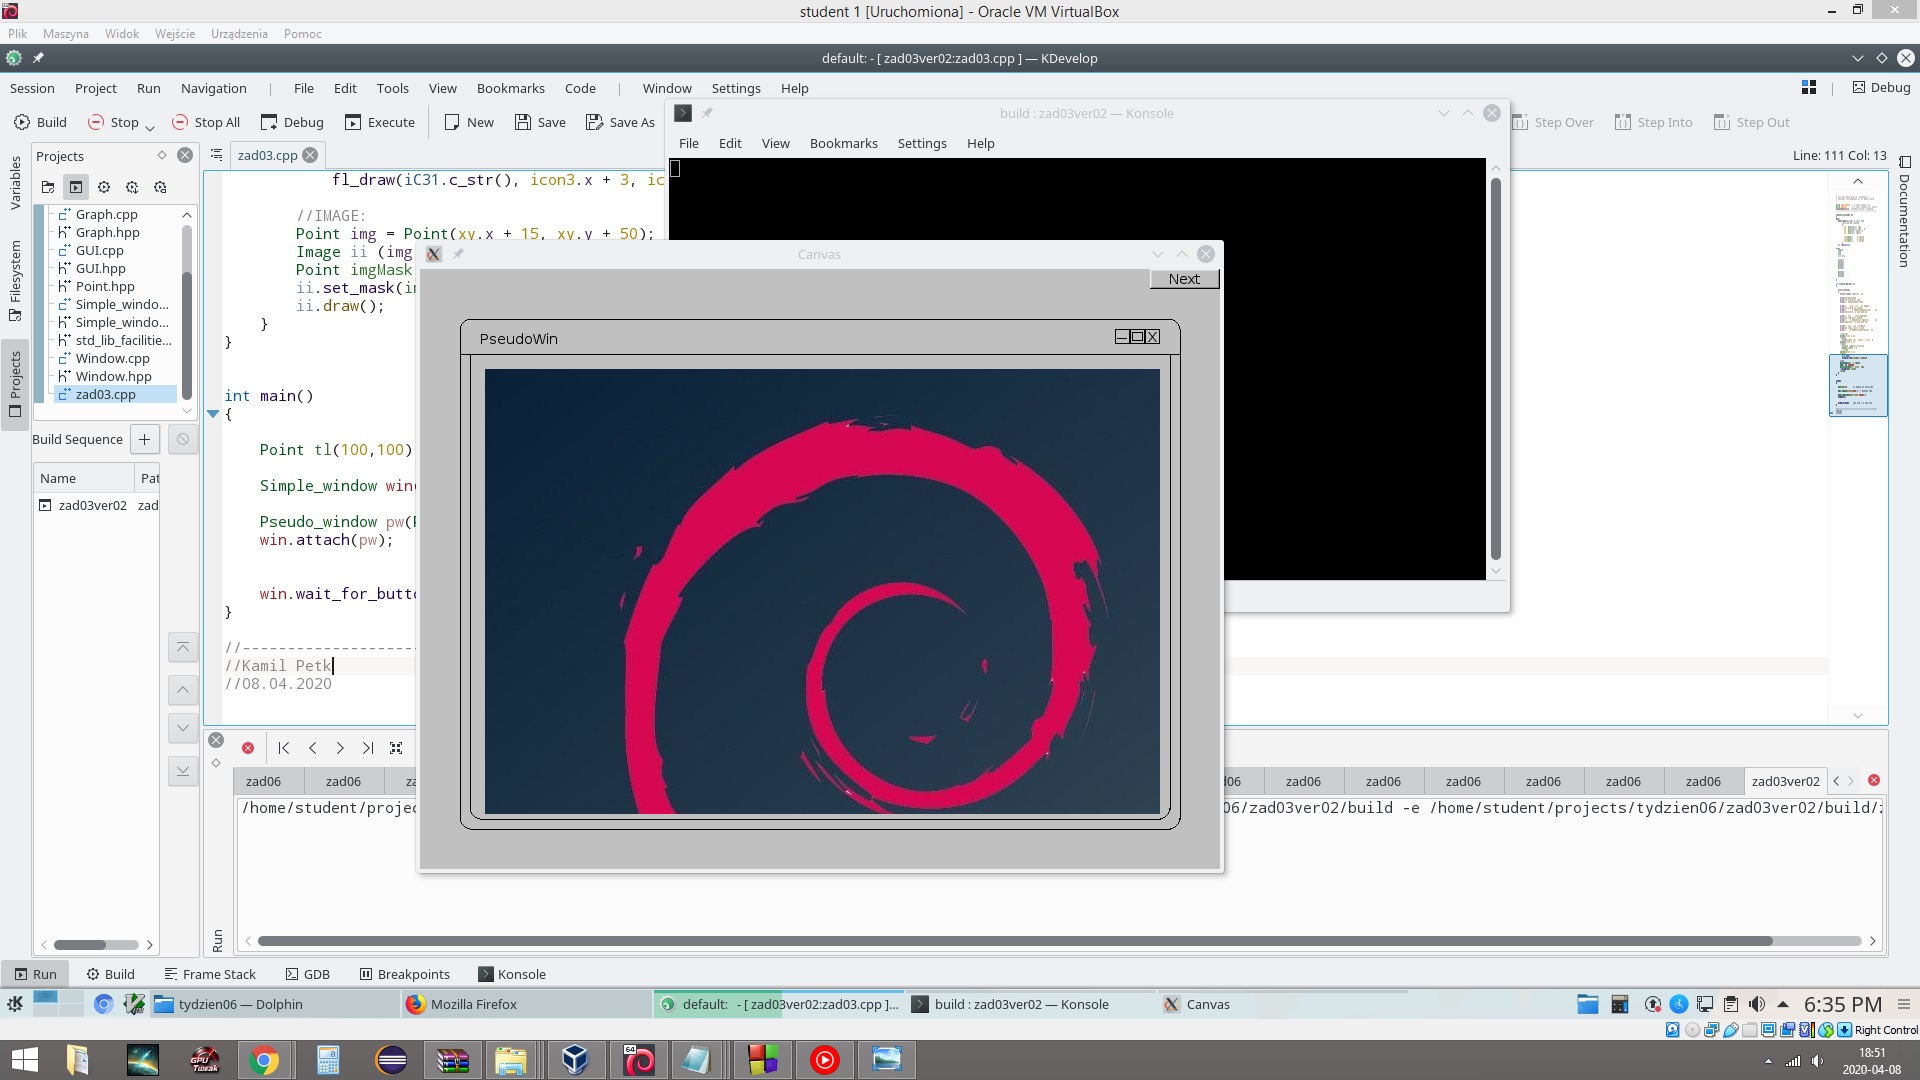 student 1 [Uruchomiona] - Oracle VM VirtualBox
Plik Maszyna Widok Wejście Urządzenia Pomoc
default: - [ zad03ver02:zad03.cpp ] — KDevelop
Session Project Run Navigation | File Edit Tools View Bookmarks Code | Window Settings Help
Debug
Build Stop Stop All Debug Execute New Save Save As
Step Over Step Into Step Out
build : zad03ver02 — Konsole
File Edit View Bookmarks Settings Help
Projects
zad03.cpp
Line: 111 Col: 13
Variables
Filesystem
Projects
Documentation
Graph.cpp
Graph.hpp
GUI.cpp
GUI.hpp
Point.hpp
Simple_windo...
Simple_windo...
std_lib_facilitie...
Window.cpp
Window.hpp
zad03.cpp
Build Sequence
Name Pat
zad03ver02 zad
fl_draw(iC31.c_str(), icon3.x + 3, ic
//IMAGE:
Point img = Point(xy.x + 15, xy.y + 50);
Image ii (img
Point imgMask
ii.set_mask(
ii.draw();
}
}
int main()
{
Point tl(100,100)
Simple_window win
Pseudo_window pw(
win.attach(pw);
win.wait_for_butt
}
//-------------------
//Kamil Petk
//08.04.2020
Canvas
Next
PseudoWin
X
Run
zad06 zad06 za
06 zad06 zad06 zad06 zad06 zad06 zad06 zad03ver02
/home/student/projec
06/zad03ver02/build -e /home/student/projects/tydzien06/zad03ver02/build/z
Run Build Frame Stack GDB Breakpoints Konsole
tydzien06 — Dolphin
Mozilla Firefox
default: - [ zad03ver02:zad03.cpp ]...
build : zad03ver02 — Konsole
Canvas
6:35 PM
Right Control
GPU Tweak
64
18:51
2020-04-08